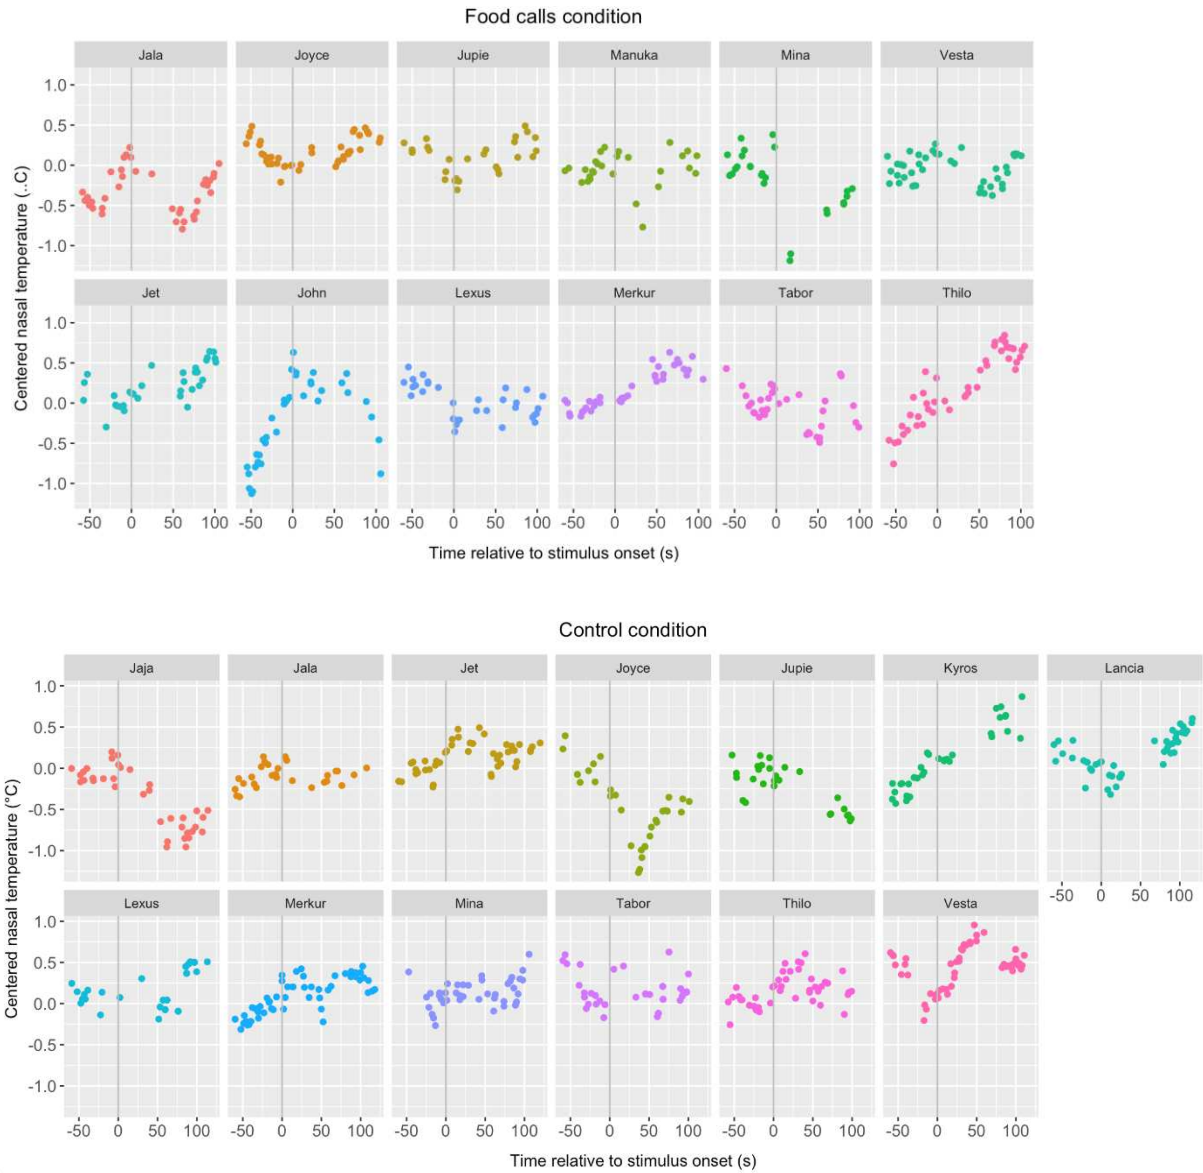 Food calls condition
Jala Joyce Jupie Manuka Mina Vesta
1.0
0.5
0.0
-0.5
-1.0
Jet John Lexus Merkur Tabor Thilo
1.0
0.5
0.0
-0.5
-1.0
Centered nasal temperature (..C)
-50 0 50 100 -50 0 50 100 -50 0 50 100 -50 0 50 100 -50 0 50 100 -50 0 50 100
Time relative to stimulus onset (s)
Control condition
Jaja Jala Jet Joyce Jupie Kyros Lancia
1.0
0.5
0.0
-0.5
-1.0
-50 0 50 100
Lexus Merkur Mina Tabor Thilo Vesta
1.0
0.5
0.0
-0.5
-1.0
Centered nasal temperature (°C)
-50 0 50 100 -50 0 50 100 -50 0 50 100 -50 0 50 100 -50 0 50 100 -50 0 50 100
Time relative to stimulus onset (s)